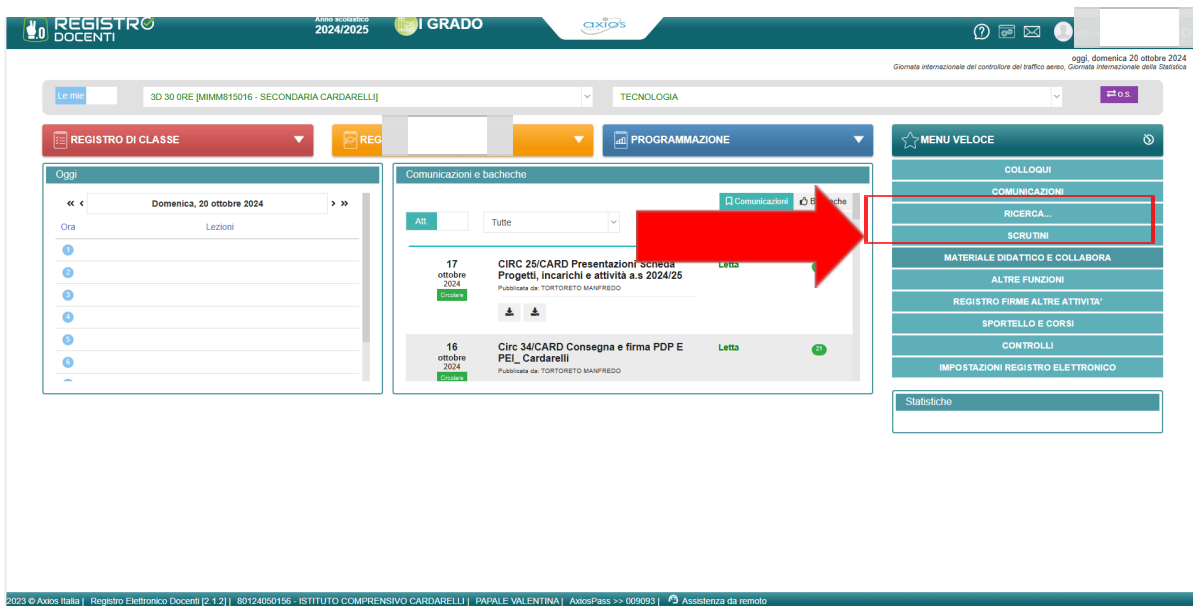 REGISTRO
DOCENTI
Anno scolastico
2024/2025
I GRADO
axios
oggi, domenica 20 ottobre 2024
Giornata internazionale del controllore del traffico aereo, Giornata Internazionale della Statistica
Le mie
3D 30 0RE [MIMM815016 - SECONDARIA CARDARELLI]
TECNOLOGIA
O.S.
REGISTRO DI CLASSE
REG
PROGRAMMAZIONE
MENU VELOCE
Oggi
« < Domenica, 20 ottobre 2024 > »
Ora Lezioni
1
2
3
4
5
6
Comunicazioni e bacheche
Comunicazioni
Att.
Tutte
17
ottobre
2024
Circolare
CIRC 25/CARD Presentazioni Scheda
Progetti, incarichi e attività a.s 2024/25
Pubblicata da: TORTORETO MANFREDO
Letta
16
ottobre
2024
Circolare
Circ 34/CARD Consegna e firma PDP E
PEI_ Cardarelli
Pubblicata da: TORTORETO MANFREDO
Letta
21
COLLOQUI
COMUNICAZIONI
RICERCA...
SCRUTINI
MATERIALE DIDATTICO E COLLABORA
ALTRE FUNZIONI
REGISTRO FIRME ALTRE ATTIVITA'
SPORTELLO E CORSI
CONTROLLI
IMPOSTAZIONI REGISTRO ELETTRONICO
Statistiche
2023 © Axios Italia | Registro Elettronico Docenti [2.1.2] | 80124050156 - ISTITUTO COMPRENSIVO CARDARELLI | PAPALE VALENTINA | AxiosPass >> 009093 | Assistenza da remoto